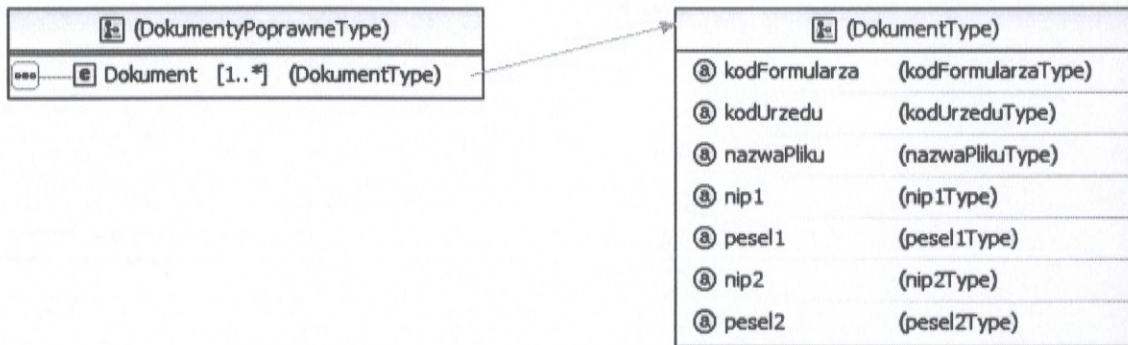 (DokumentyPoprawneType)
Dokument [1..*] (DokumentType)
(DokumentType)
kodFormularza (kodFormularzaType)
kodUrzedu (kodUrzeduType)
nazwaPliku (nazwaPlikuType)
nip1 (nip1Type)
pesel1 (pesel1Type)
nip2 (nip2Type)
pesel2 (pesel2Type)